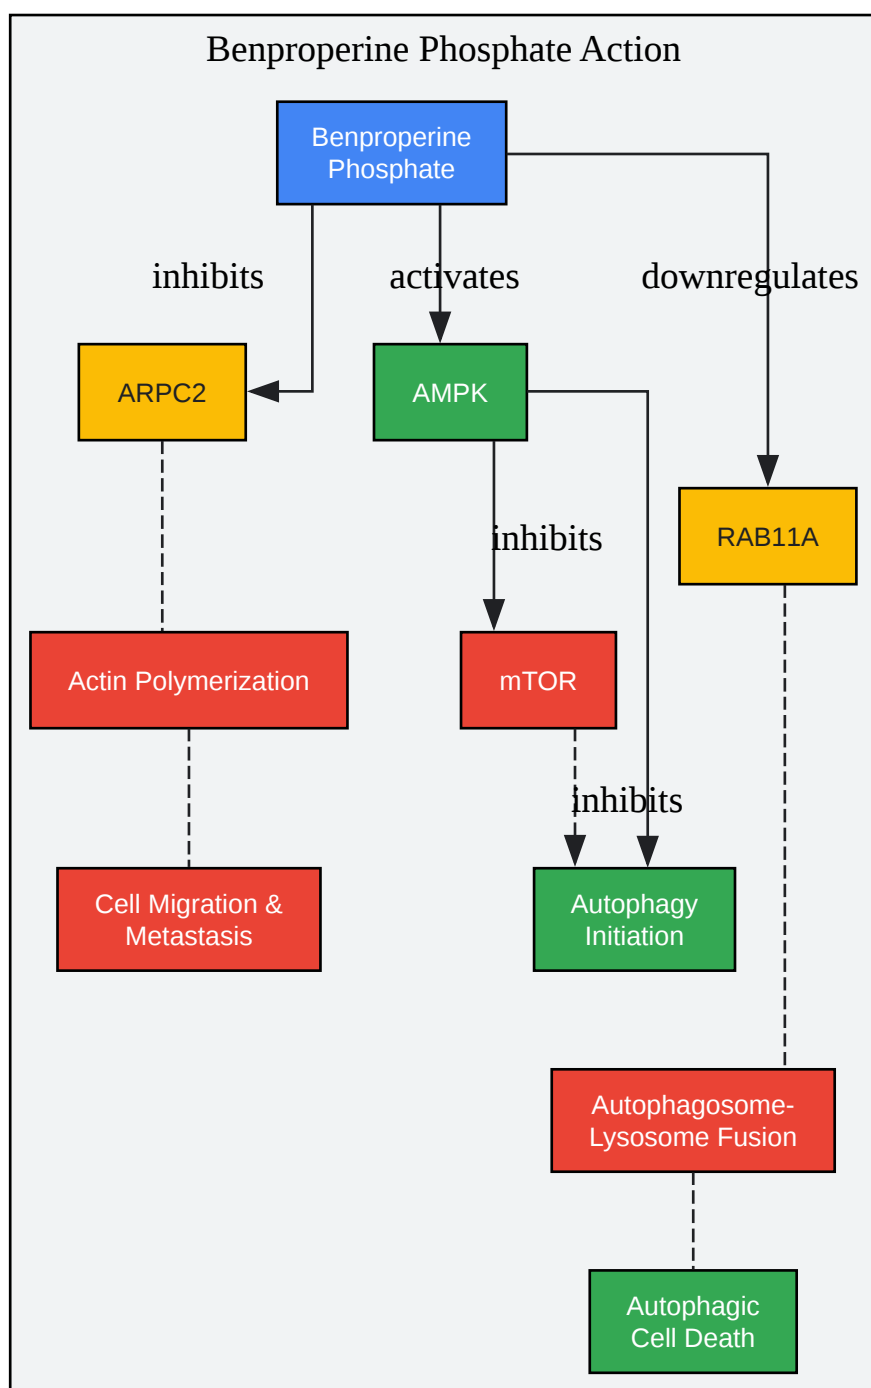 Benproperine Phosphate Action
Benproperine
Phosphate
inhibits
activates
downregulates
ARPC2
AMPK
RAB11A
inhibits
Actin Polymerization
mTOR
inhibits
Cell Migration &
Metastasis
Autophagy
Initiation
Autophagosome-
Lysosome Fusion
Autophagic
Cell Death